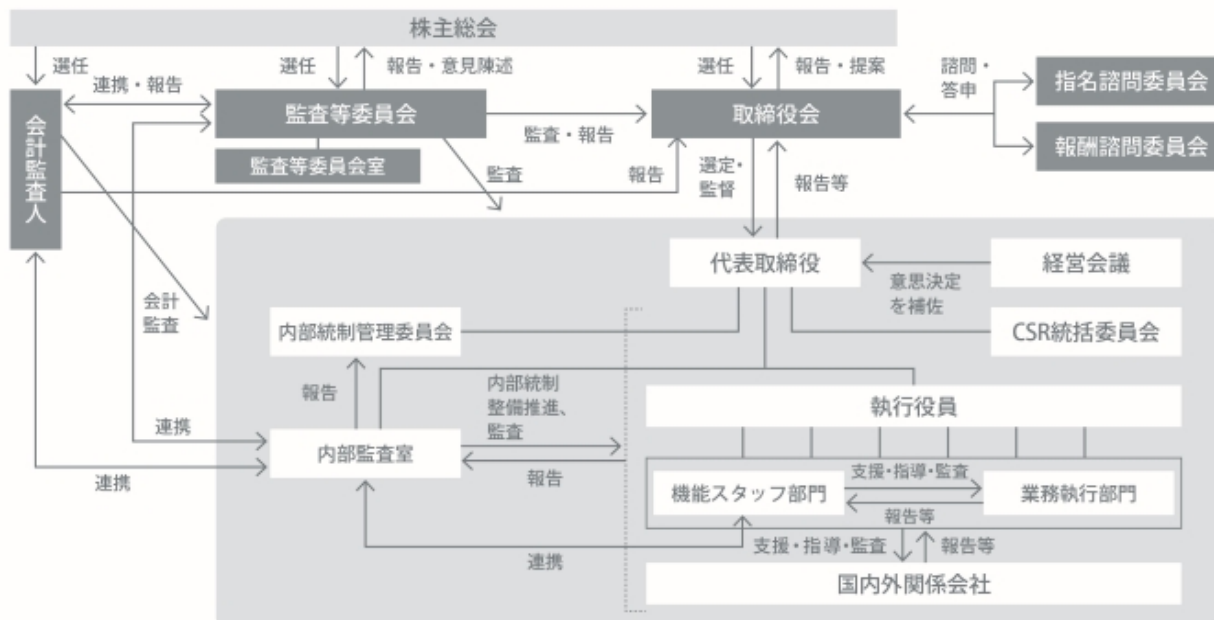 株主総会
選任
選任
報告・意見陳述
選任
報告・提案
諮問・
答申
指名諮問委員会
連携・報告
会計監査人
監査等委員会
取締役会
監査・報告
報酬諮問委員会
監査等委員会室
監査
報告
選定・
監督
報告等
代表取締役
経営会議
意思決定
を補佐
会計
監査
内部統制管理委員会
CSR統括委員会
報告
内部統制
整備推進、
監査
執行役員
連携
内部監査室
報告
連携
機能スタッフ部門
支援・指導・監査
業務執行部門
報告等
連携
支援・指導・監査
報告等
国内外関係会社